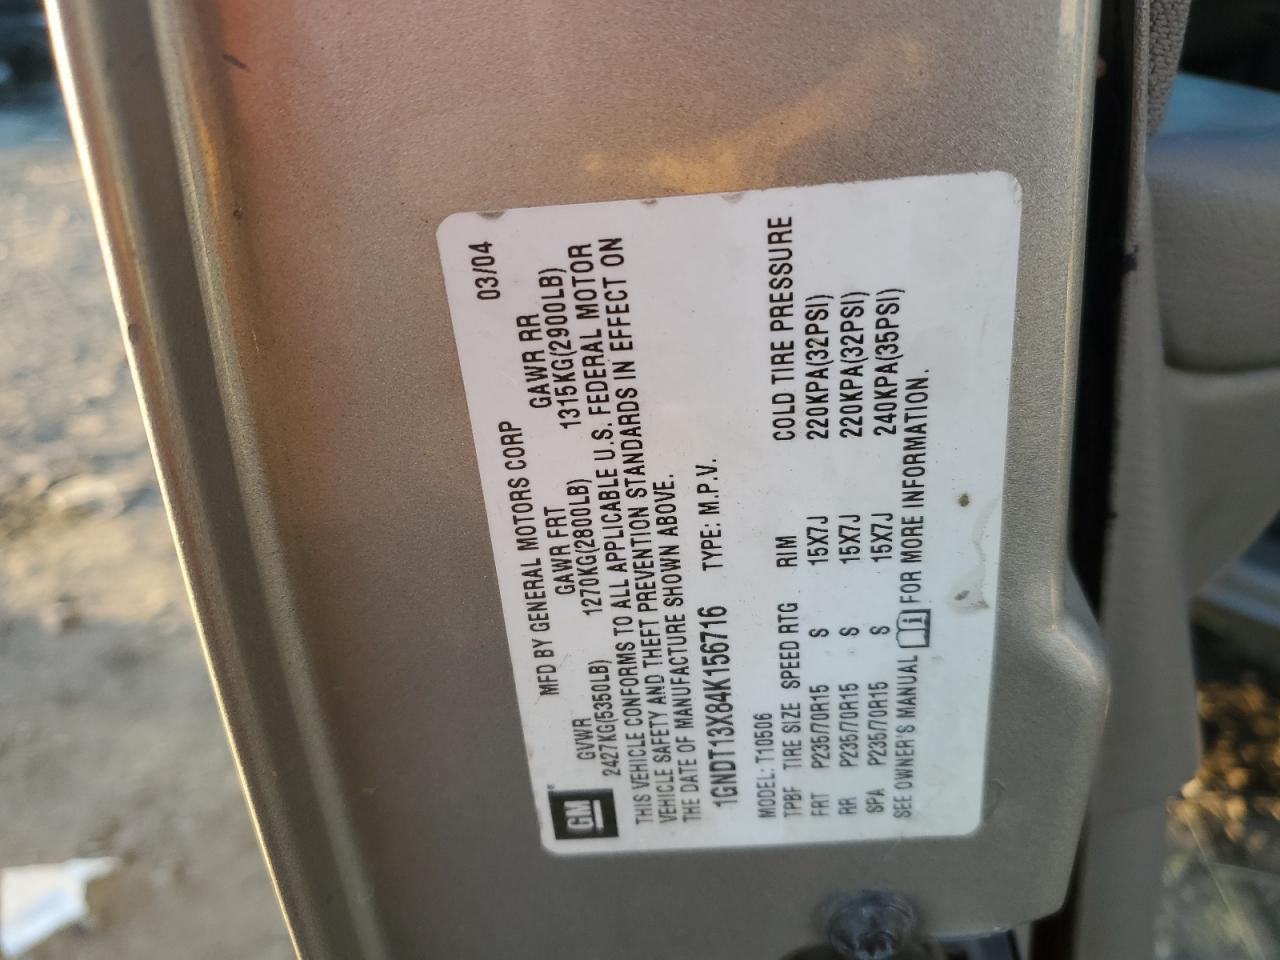 GM
MFD BY GENERAL MOTORS CORP 03/04
GVWR GAWR FRT GAWR RR
2427KG(5350LB) 1270KG(2800LB) 1315KG(2900LB)
THIS VEHICLE CONFORMS TO ALL APPLICABLE U.S. FEDERAL MOTOR
VEHICLE SAFETY AND THEFT PREVENTION STANDARDS IN EFFECT ON
THE DATE OF MANUFACTURE SHOWN ABOVE.
1GNDT13X84K156716 TYPE: M.P.V.
MODEL: T10506
TPBF TIRE SIZE SPEED RTG RIM COLD TIRE PRESSURE
FRT P235/70R15 S 15X7J 220KPA(32PSI)
RR P235/70R15 S 15X7J 220KPA(32PSI)
SPA P235/70R15 S 15X7J 240KPA(35PSI)
SEE OWNER'S MANUAL FOR MORE INFORMATION.